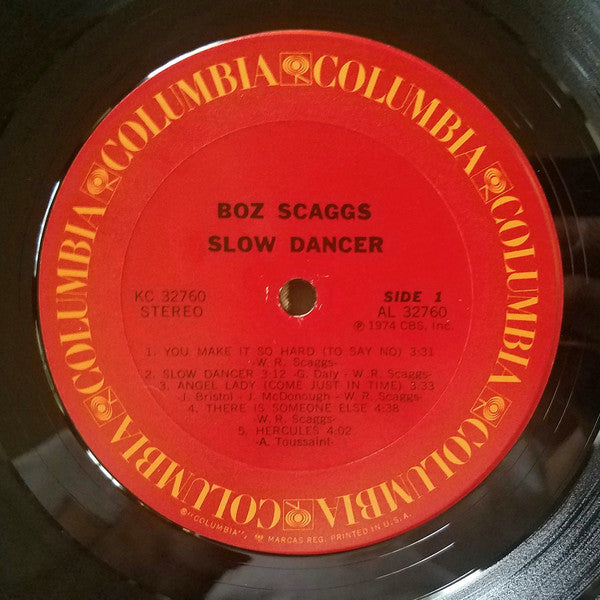 COLUMBIA COLUMBIA COLUMBIA COLUMBIA COLUMBIA COLUMBIA
BOZ SCAGGS
SLOW DANCER
KC 32760
STEREO
SIDE 1
AL 32760
℗ 1974 CBS, Inc.
1. YOU MAKE IT SO HARD (TO SAY NO) 3:31
-W. R. Scaggs-
2. SLOW DANCER 3:12 -G. Daly - W. R. Scaggs-
3. ANGEL LADY (COME JUST IN TIME) 3:33
-J. Bristol - J. McDonough - W. R. Scaggs-
4. THERE IS SOMEONE ELSE 4:38
-W. R. Scaggs-
5. HERCULES 4:02
-A. Toussaint-
®"COLUMBIA", MARCAS REG. PRINTED IN U.S.A.